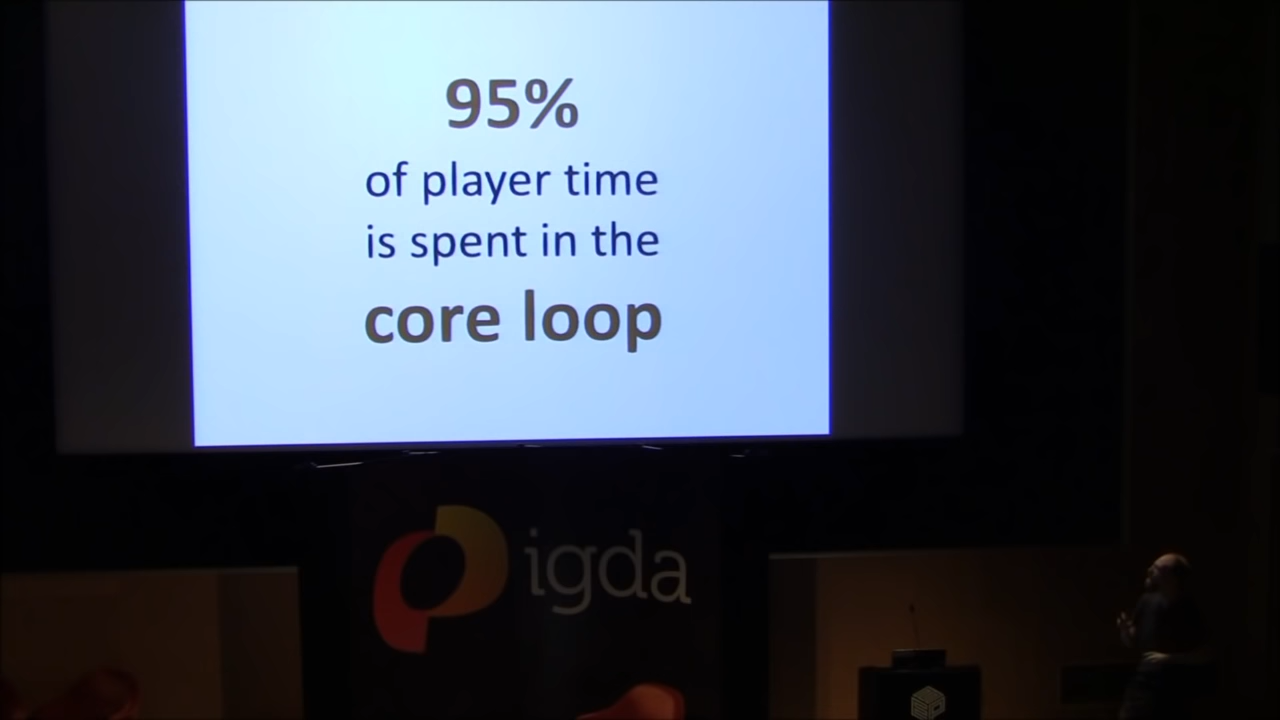 95%
of player time
is spent in the
core loop
igda